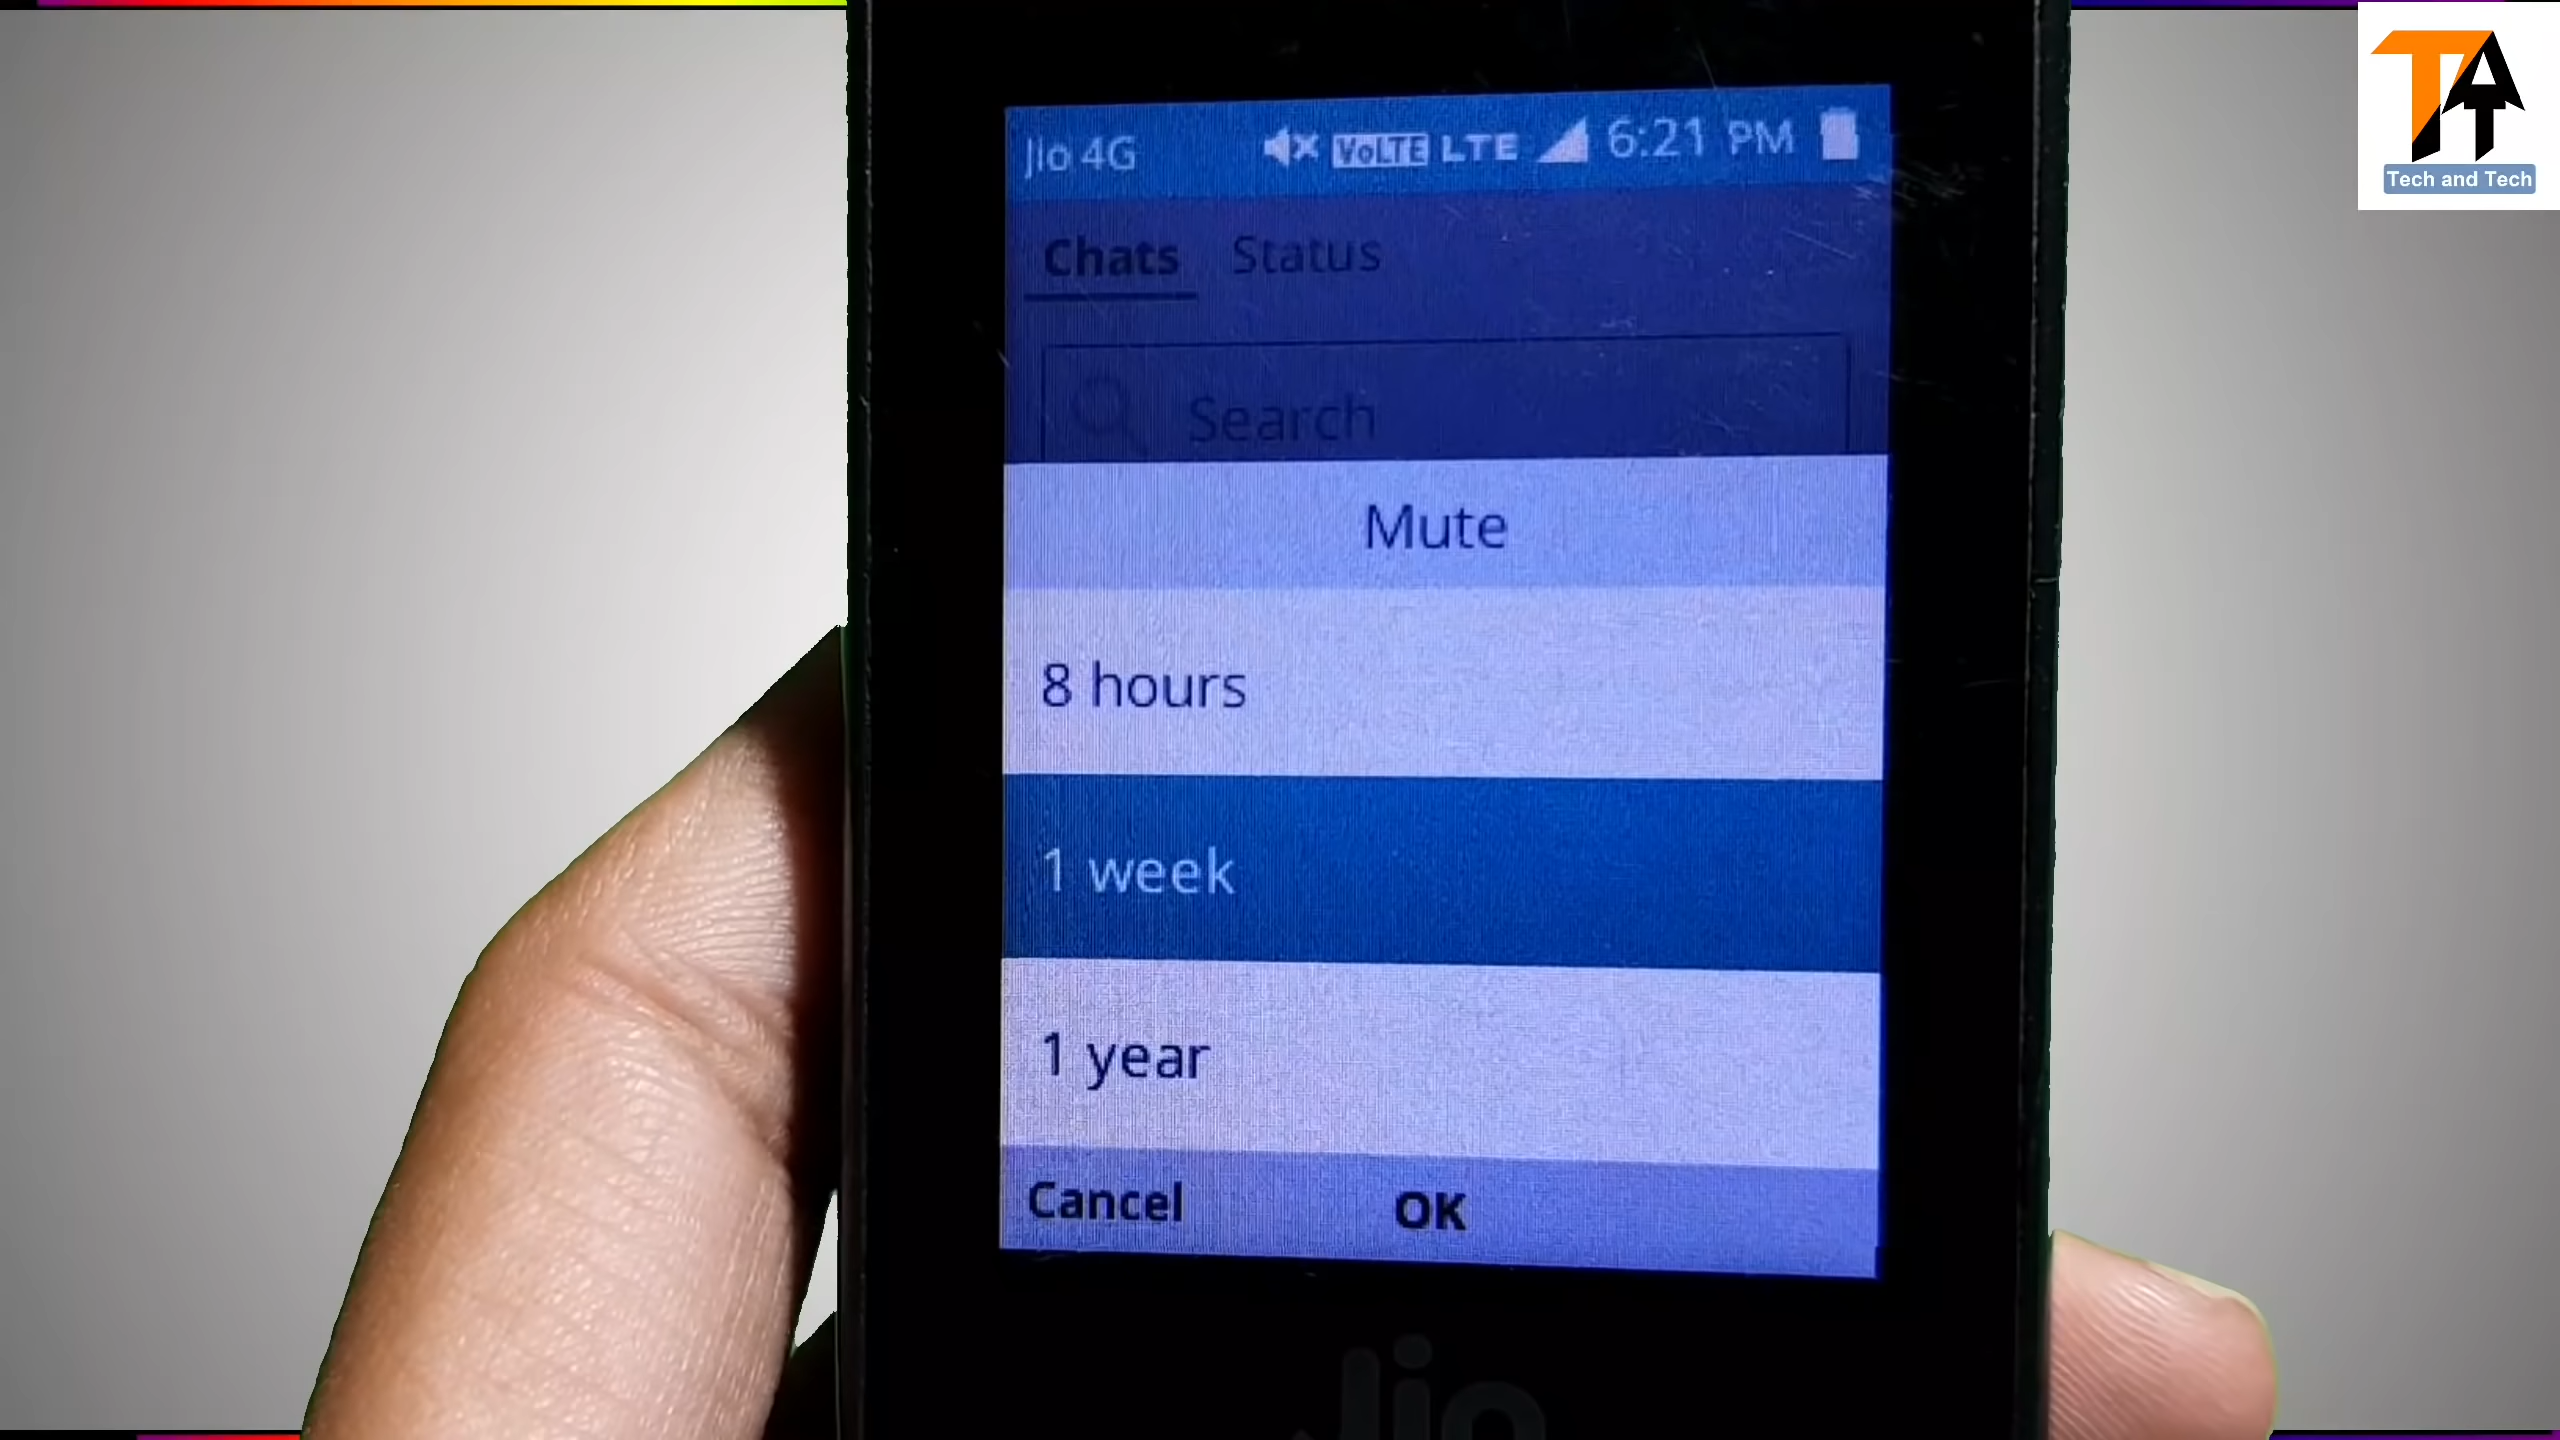 Jio 4G VoLTE LTE 6:21 PM
Tech and Tech
Chats Status
Search
Mute
8 hours
1 week
1 year
Cancel OK
Jio